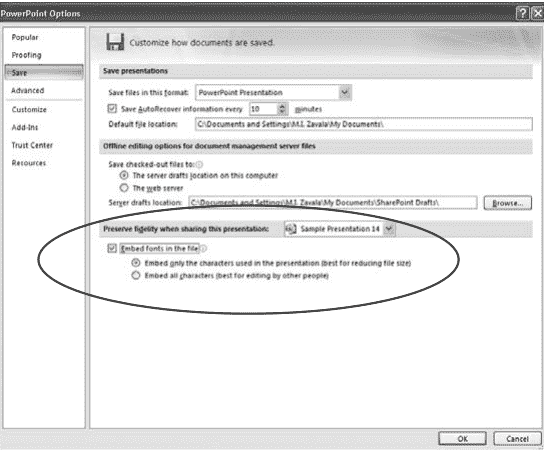 PowerPoint Options
Popular
Proofing
Save
Advanced
Customize
Add-Ins
Trust Center
Resources
Customize how documents are saved.
Save presentations
Save files in this format: PowerPoint Presentation
Save AutoRecover information every 10 minutes
Default file location: C:\Documents and Settings\M.I. Zavala\My Documents\
Offline editing options for document management server files
Save checked-out files to:
The server drafts location on this computer
The web server
Server drafts location: C:\Documents and Settings\M.I. Zavala\My Documents\SharePoint Drafts\ Browse...
Preserve fidelity when sharing this presentation: Sample Presentation 14
Embed fonts in the file
Embed only the characters used in the presentation (best for reducing file size)
Embed all characters (best for editing by other people)
OK Cancel